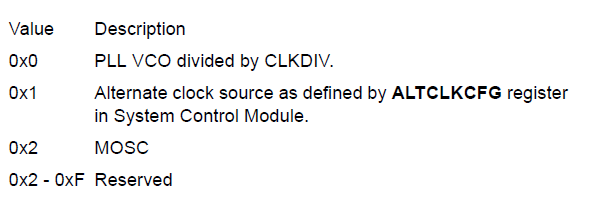 Value Description
0x0 PLL VCO divided by CLKDIV.
0x1 Alternate clock source as defined by ALTCLKCFG register
in System Control Module.
0x2 MOSC
0x2 - 0xF Reserved